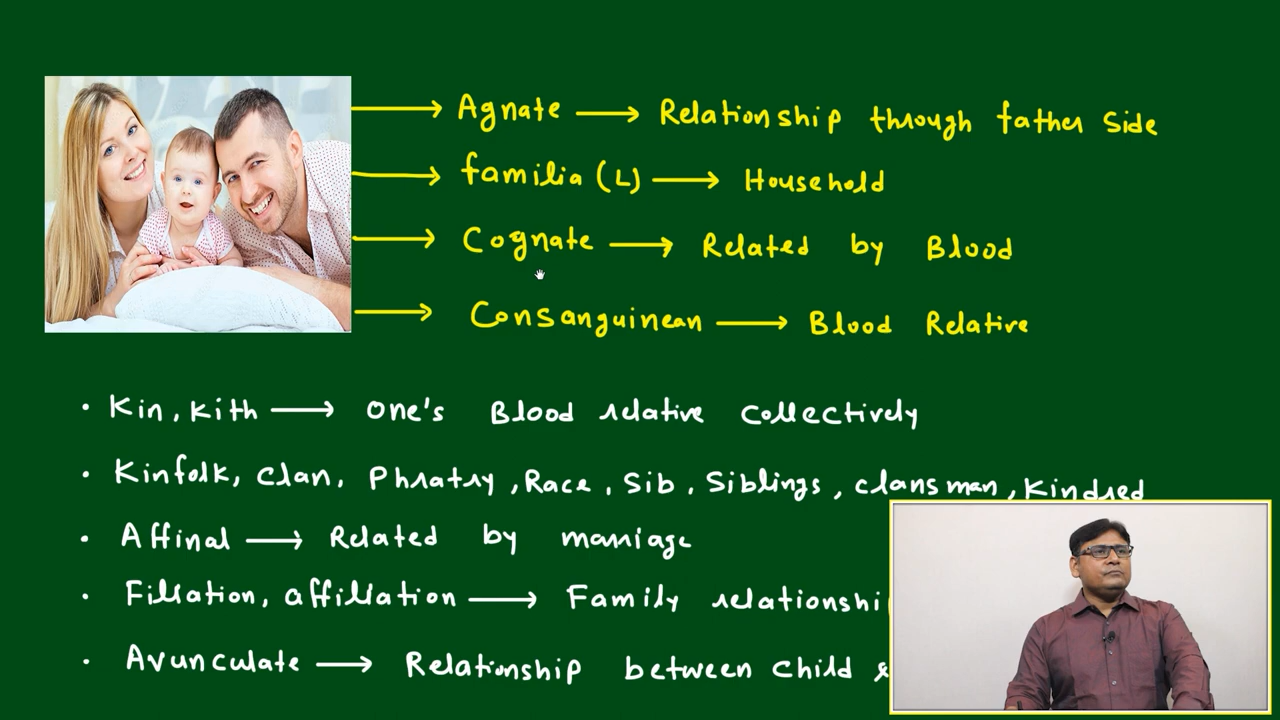 Agnate → Relationship through father Side
familia (L) → Household
Cognate → Related by Blood
Consanguinean → Blood Relative
• Kin, Kith → One's Blood relative collectively
• Kinfolk, Clan, Phratry, Race, Sib, Siblings, clansman, Kindred
• Affinal → Related by marriage
• Filiation, affiliation → Family
• Avunculate → Relationship between child &